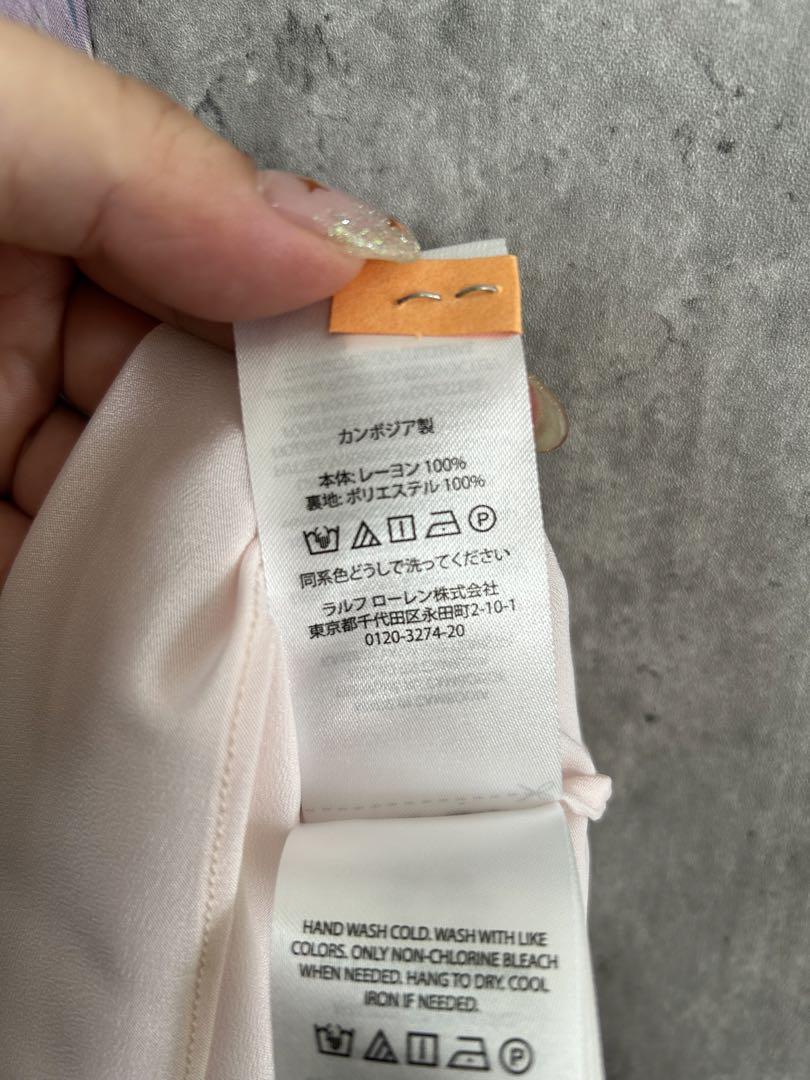 カンボジア製
本体: レーヨン 100%
裏地: ポリエステル 100%
P
同系色どうしで洗ってください
ラルフ ローレン株式会社
東京都千代田区永田町2-10-1
0120-3274-20
HAND WASH COLD. WASH WITH LIKE
COLORS. ONLY NON-CHLORINE BLEACH
WHEN NEEDED. HANG TO DRY. COOL
IRON IF NEEDED.
P